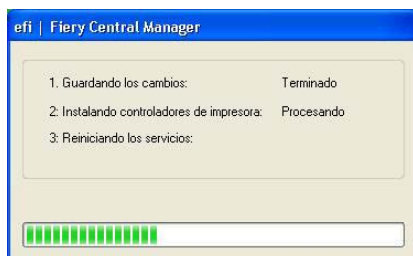 efi | Fiery Central Manager
1. Guardando los cambios: Terminado
2: Instalando controladores de impresora: Procesando
3: Reiniciando los servicios: